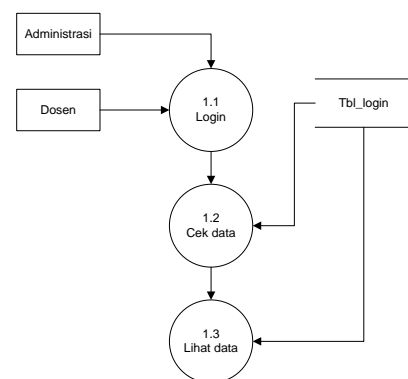 Administrasi
Dosen
1.1
Login
Tbl_login
1.2
Cek data
1.3
Lihat data